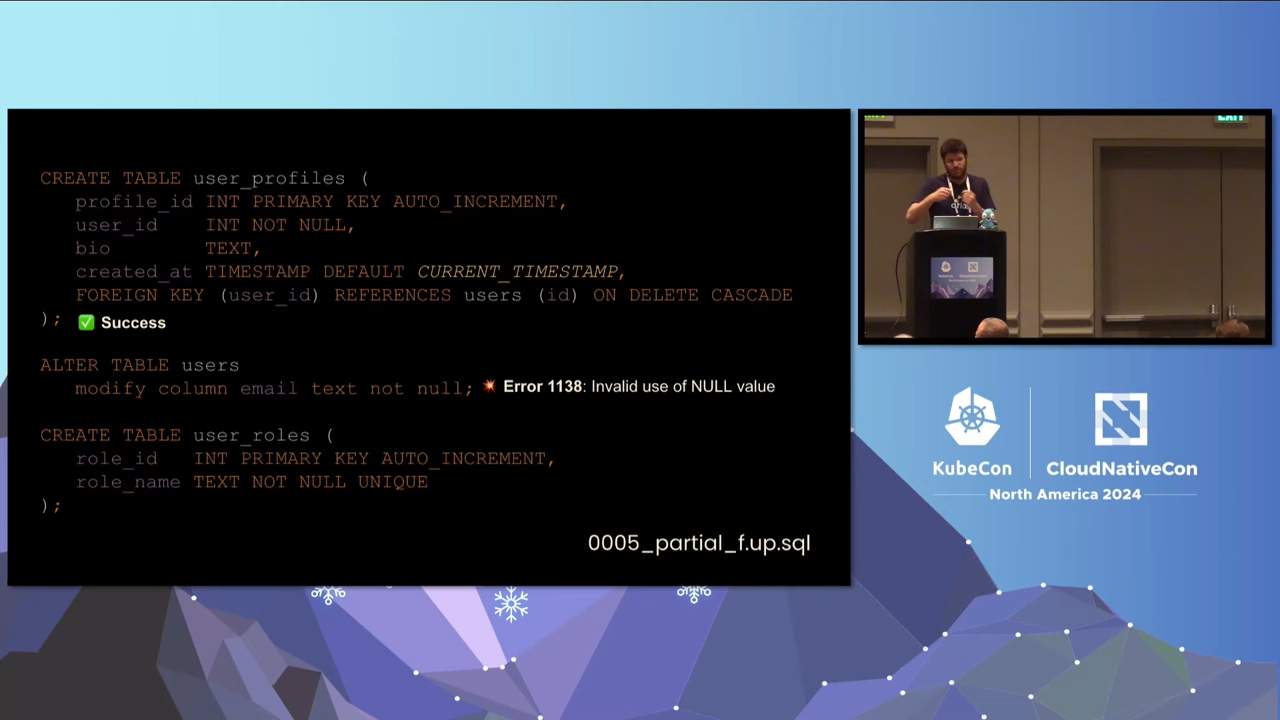 CREATE TABLE user_profiles (
profile_id INT PRIMARY KEY AUTO_INCREMENT,
user_id INT NOT NULL,
bio TEXT,
created_at TIMESTAMP DEFAULT CURRENT_TIMESTAMP,
FOREIGN KEY (user_id) REFERENCES users (id) ON DELETE CASCADE
); ✅ Success
ALTER TABLE users
modify column email text not null; 💥 Error 1138: Invalid use of NULL value
CREATE TABLE user_roles (
role_id INT PRIMARY KEY AUTO_INCREMENT,
role_name TEXT NOT NULL UNIQUE
);
0005_partial_f.up.sql
EXIT
KubeCon CloudNativeCon
KubeCon CloudNativeCon
North America 2024